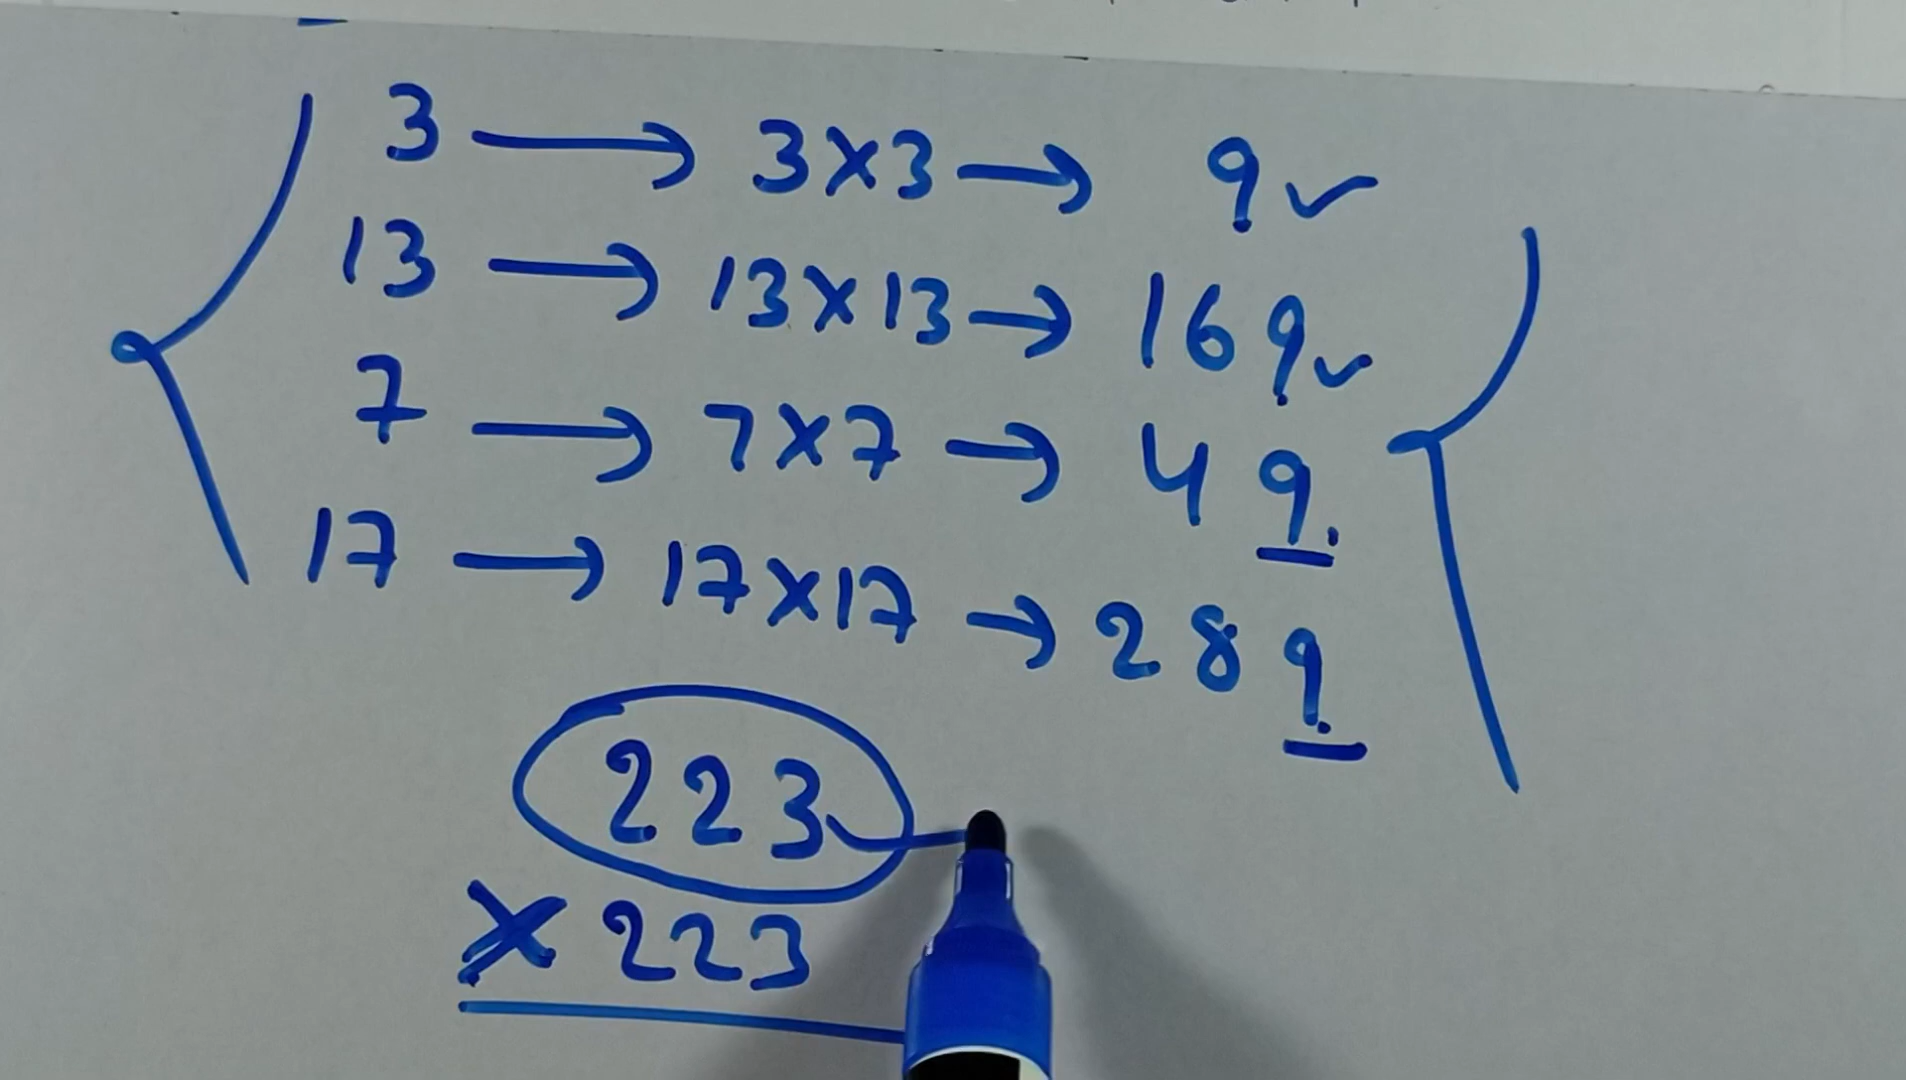 3 → 3×3 → 9 ✓
13 → 13×13 → 169 ✓
7 → 7×7 → 49.
17 → 17×17 → 289
223
× 223